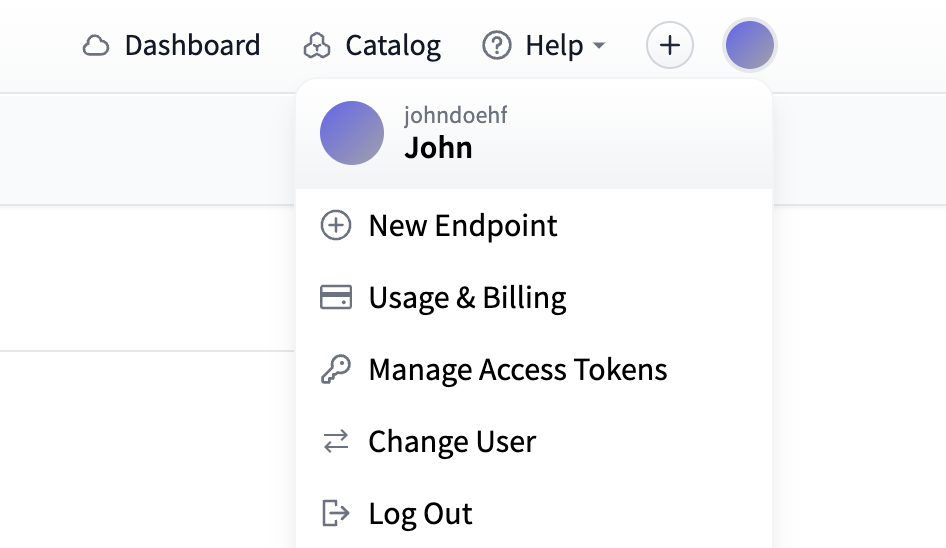 Dashboard Catalog Help
johndoehf
John
New Endpoint
Usage & Billing
Manage Access Tokens
Change User
Log Out